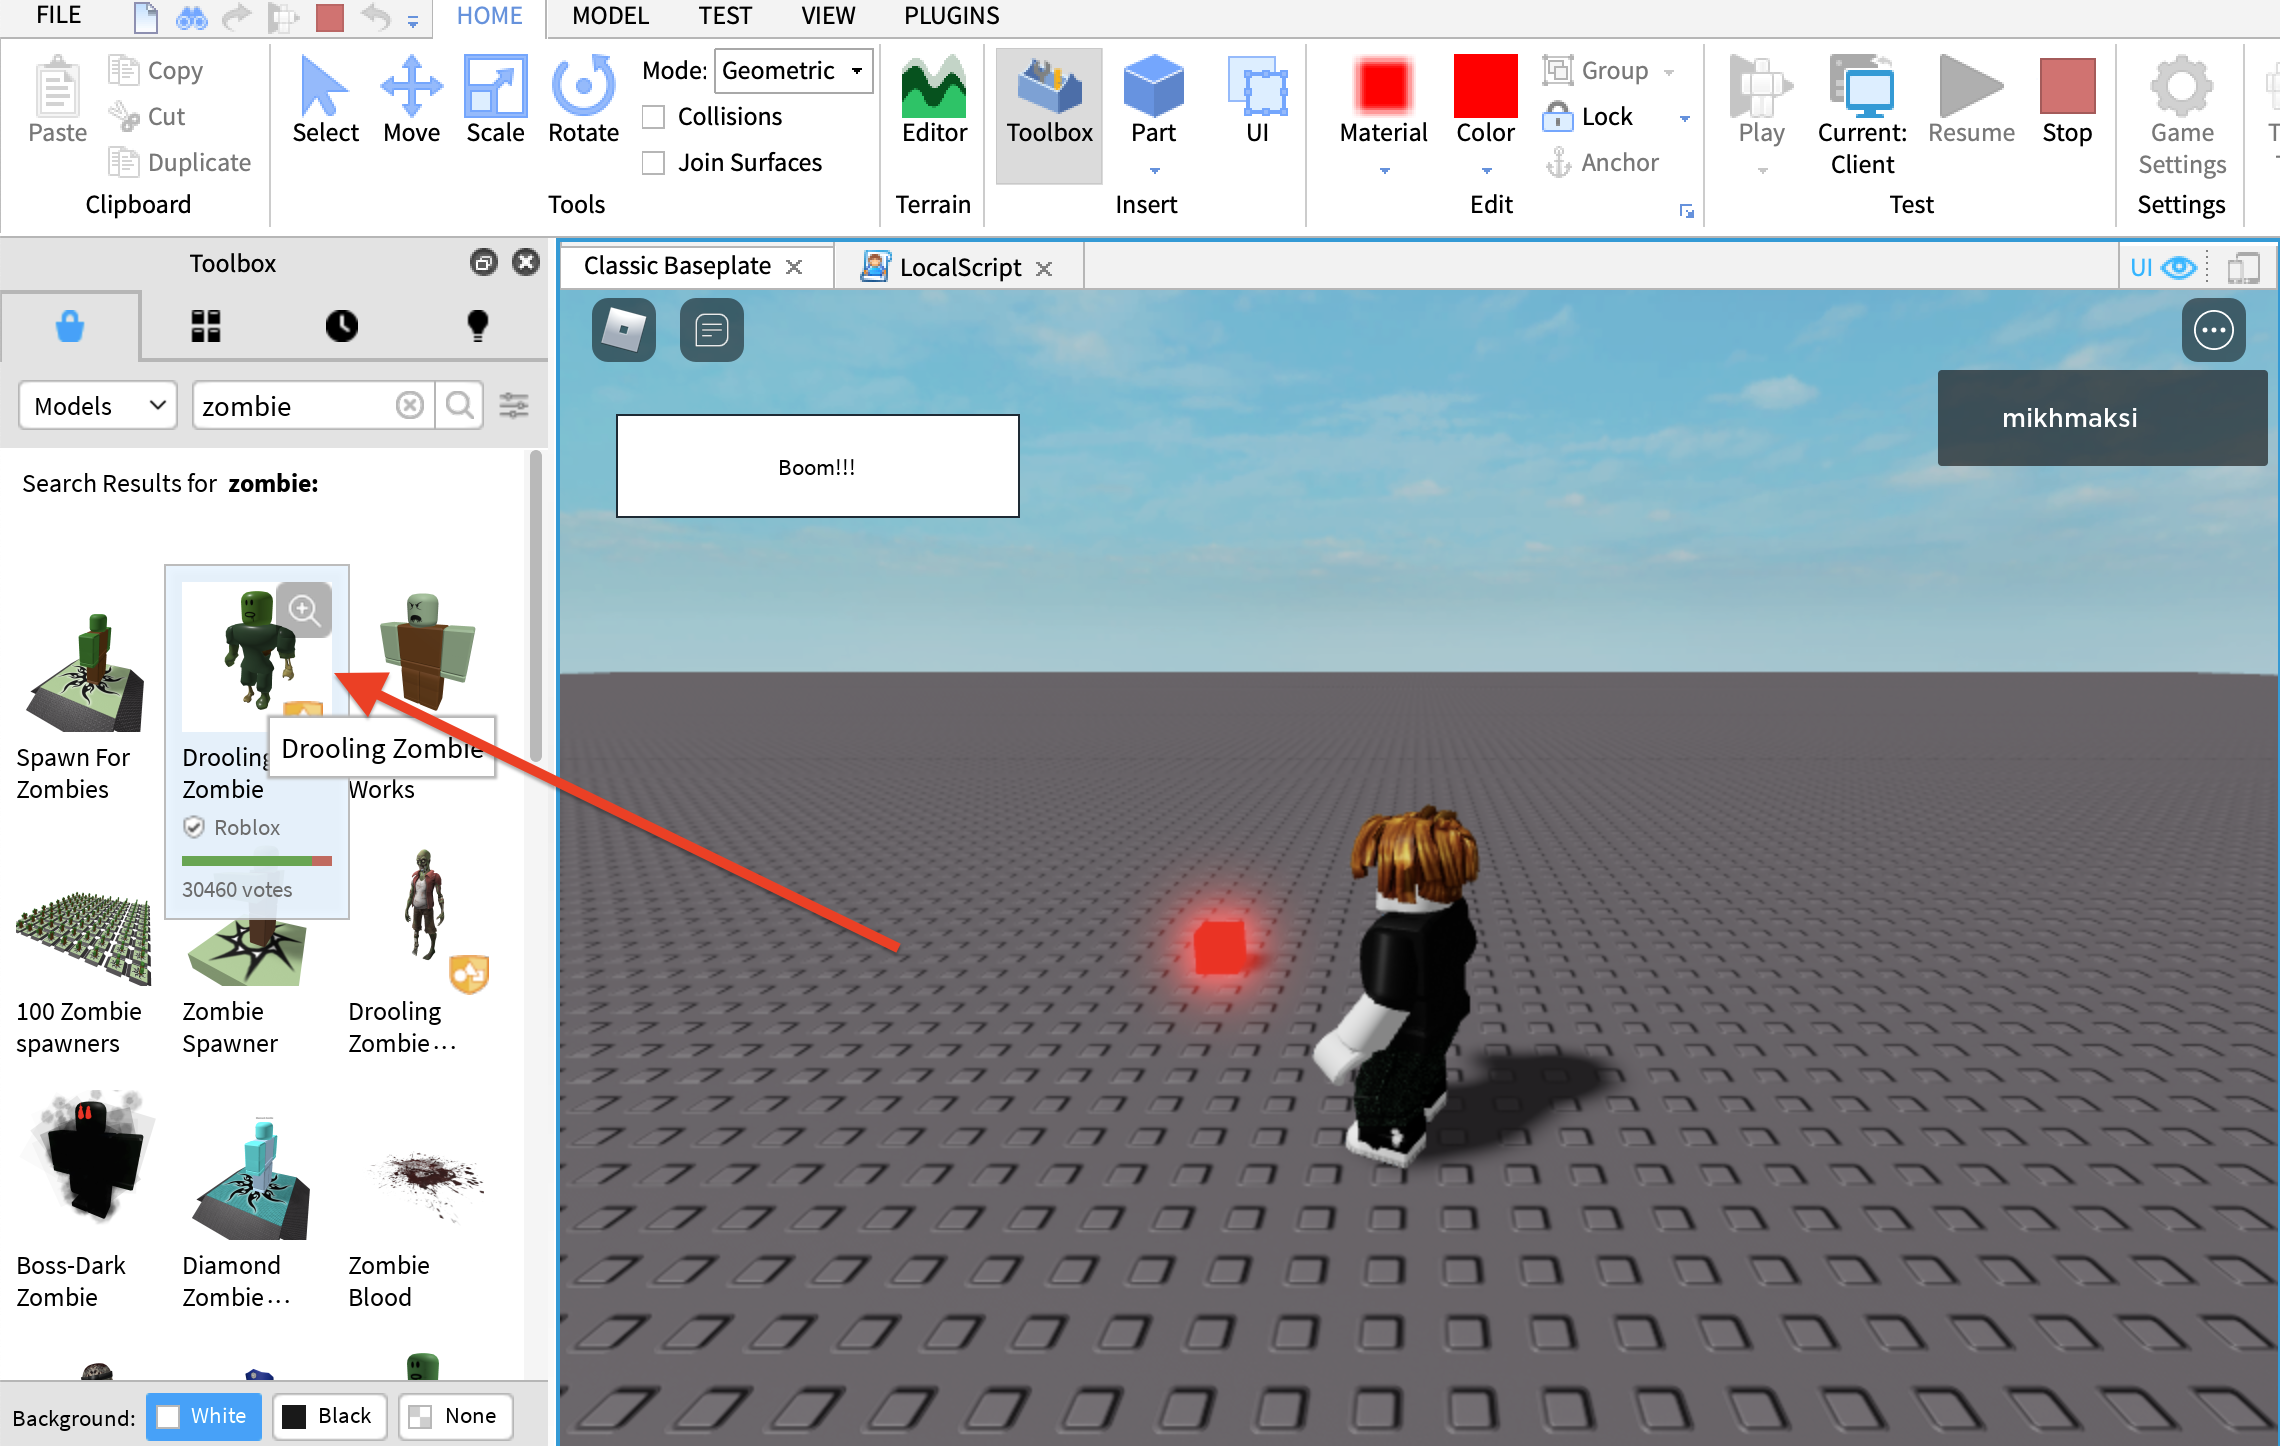 FILE
HOME
MODEL
TEST
VIEW
PLUGINS
Paste
Copy
Cut
Duplicate
Clipboard
Select
Move
Scale
Rotate
Mode: Geometric
Collisions
Join Surfaces
Tools
Editor
Terrain
Toolbox
Part
UI
Insert
Material
Color
Group
Lock
Anchor
Edit
Play
Current:
Client
Resume
Stop
Test
Game
Settings
Settings
Toolbox
Models
zombie
Search Results for zombie:
Spawn For
Zombies
Drooling
Zombie
Roblox
30460 votes
Drooling Zombie
Works
100 Zombie
spawners
Zombie
Spawner
Drooling
Zombie...
Boss-Dark
Zombie
Diamond
Zombie...
Zombie
Blood
Background:
White
Black
None
Classic Baseplate
LocalScript
UI
Boom!!!
mikhmaksi